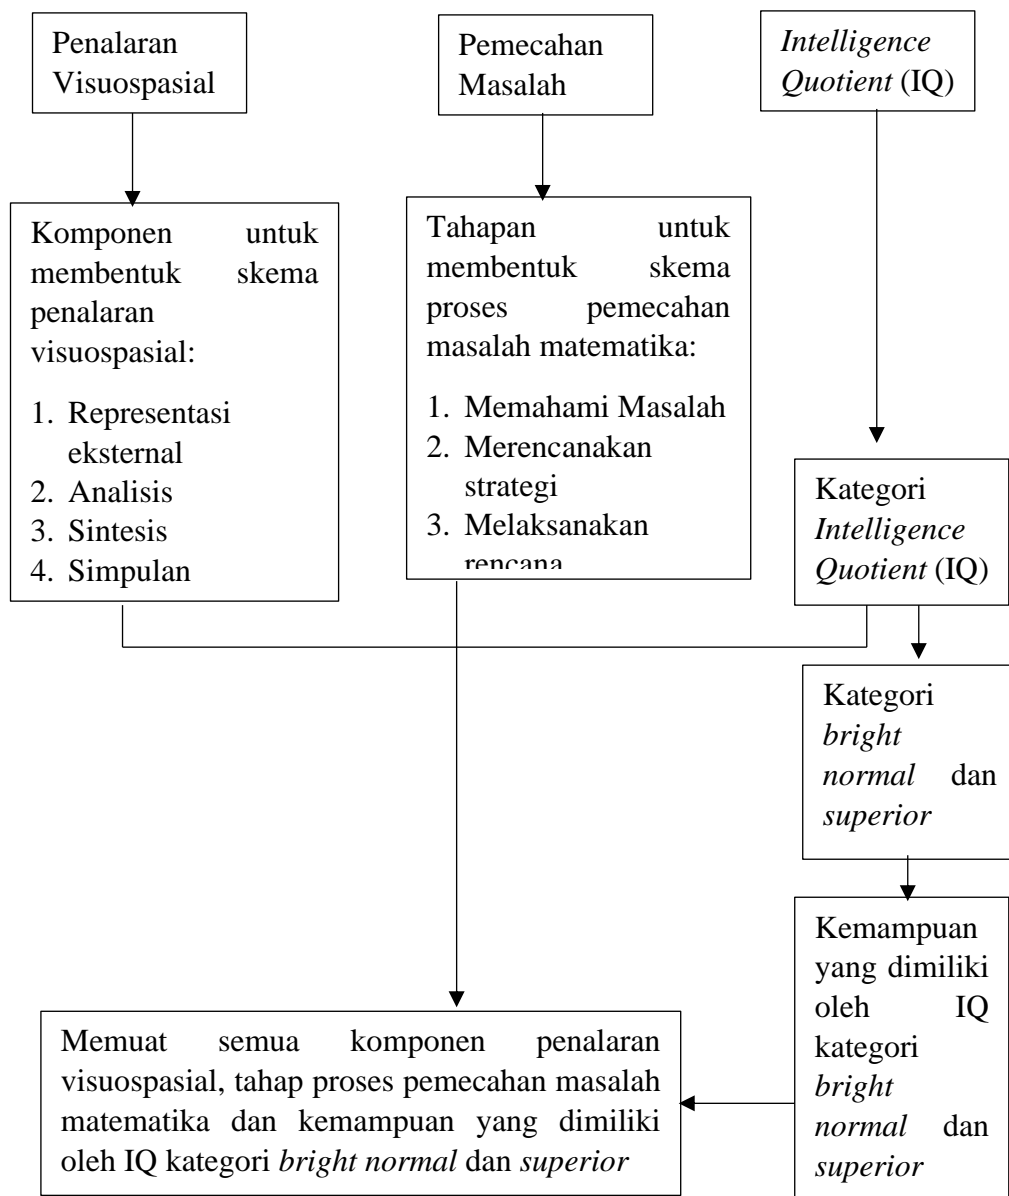 Penalaran
Visuospasial
Pemecahan
Masalah
Intelligence
Quotient (IQ)
Komponen untuk
membentuk skema
penalaran
visuospasial:
1. Representasi
eksternal
2. Analisis
3. Sintesis
4. Simpulan
Tahapan untuk
membentuk skema
proses pemecahan
masalah matematika:
1. Memahami Masalah
2. Merencanakan
strategi
3. Melaksanakan
rencana
Kategori
Intelligence
Quotient (IQ)
Kategori
bright
normal dan
superior
Kemampuan
yang dimiliki
oleh IQ
kategori
bright
normal dan
superior
Memuat semua komponen penalaran
visuospasial, tahap proses pemecahan masalah
matematika dan kemampuan yang dimiliki
oleh IQ kategori bright normal dan superior